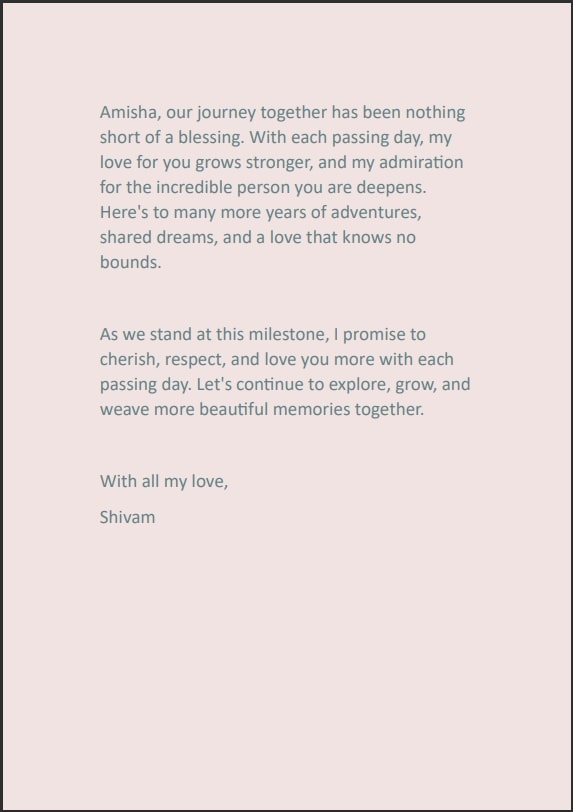 Amisha, our journey together has been nothing
short of a blessing. With each passing day, my
love for you grows stronger, and my admiration
for the incredible person you are deepens.
Here's to many more years of adventures,
shared dreams, and a love that knows no
bounds.
As we stand at this milestone, I promise to
cherish, respect, and love you more with each
passing day. Let's continue to explore, grow, and
weave more beautiful memories together.
With all my love,
Shivam